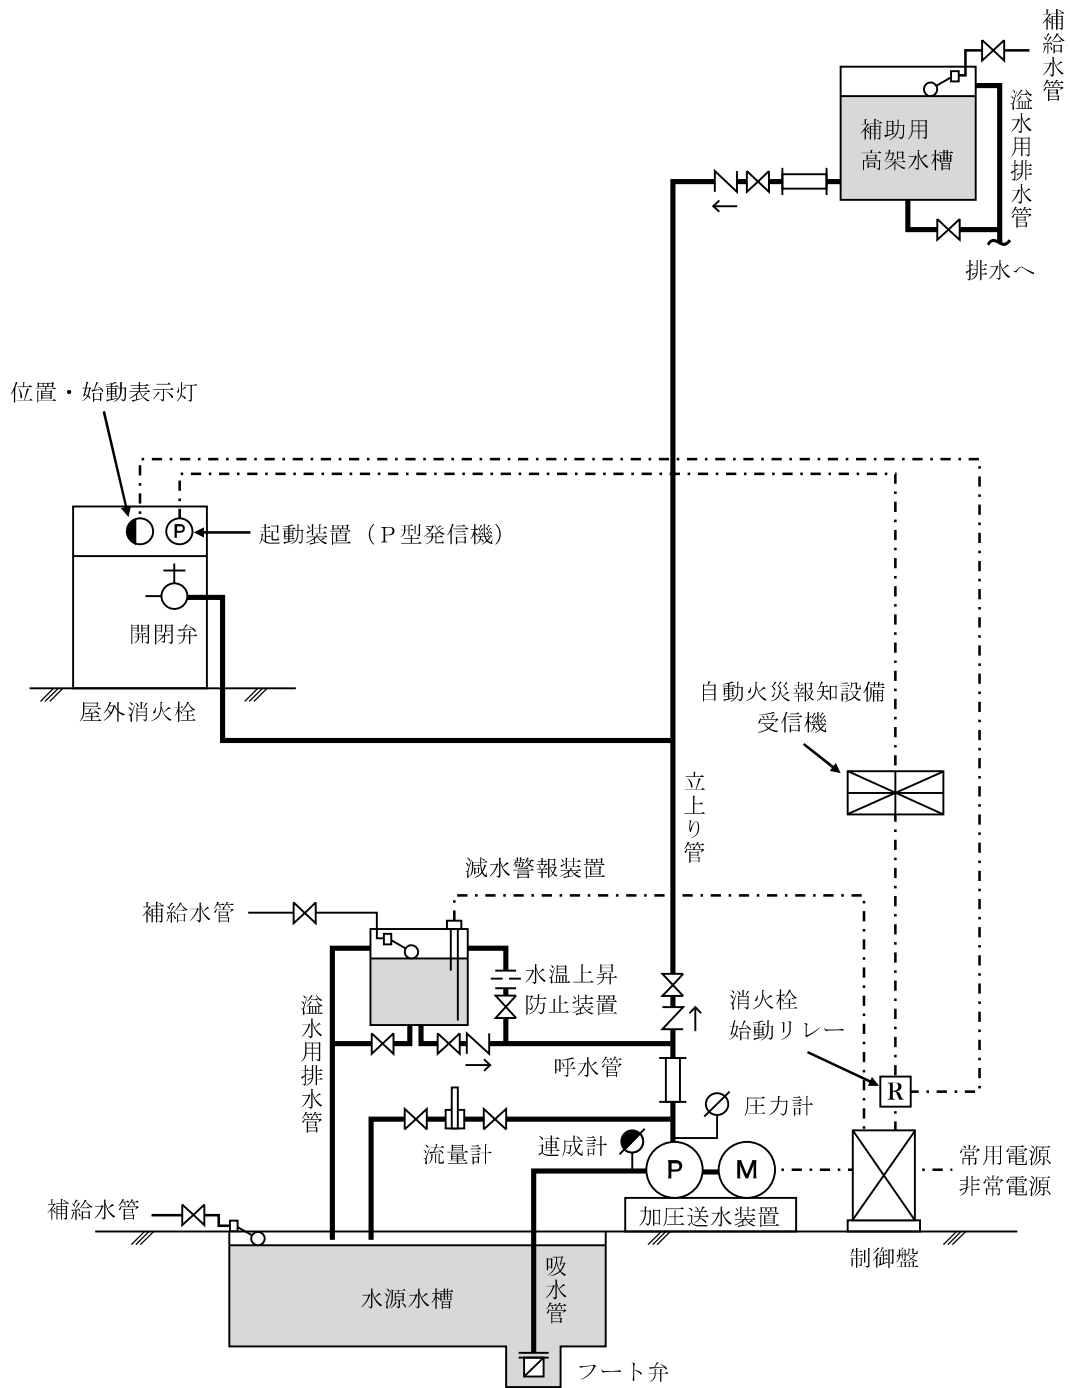 補給水管
溢水用排水管
補助用
高架水槽
排水へ
位置・始動表示灯
P
起動装置（P型発信機）
開閉弁
屋外消火栓
自動火災報知設備
受信機
立上り管
減水警報装置
補給水管
水温上昇
防止装置
溢水用排水管
呼水管
消火栓
始動リレー
R
圧力計
流量計
連成計
P
M
常用電源
非常電源
補給水管
加圧送水装置
制御盤
吸水管
水源水槽
フート弁